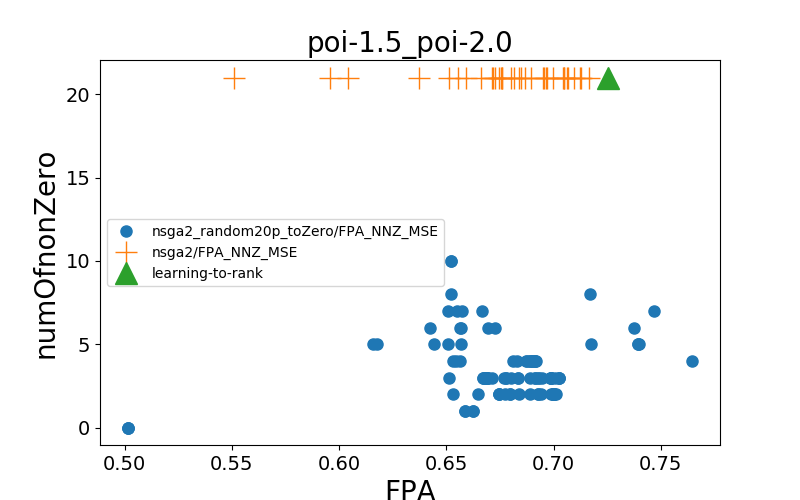 poi-1.5_poi-2.0
numOfnonZero
20
15
10
5
0
nsga2_random20p_toZero/FPA_NNZ_MSE
nsga2/FPA_NNZ_MSE
learning-to-rank
0.50 0.55 0.60 0.65 0.70 0.75
FPA